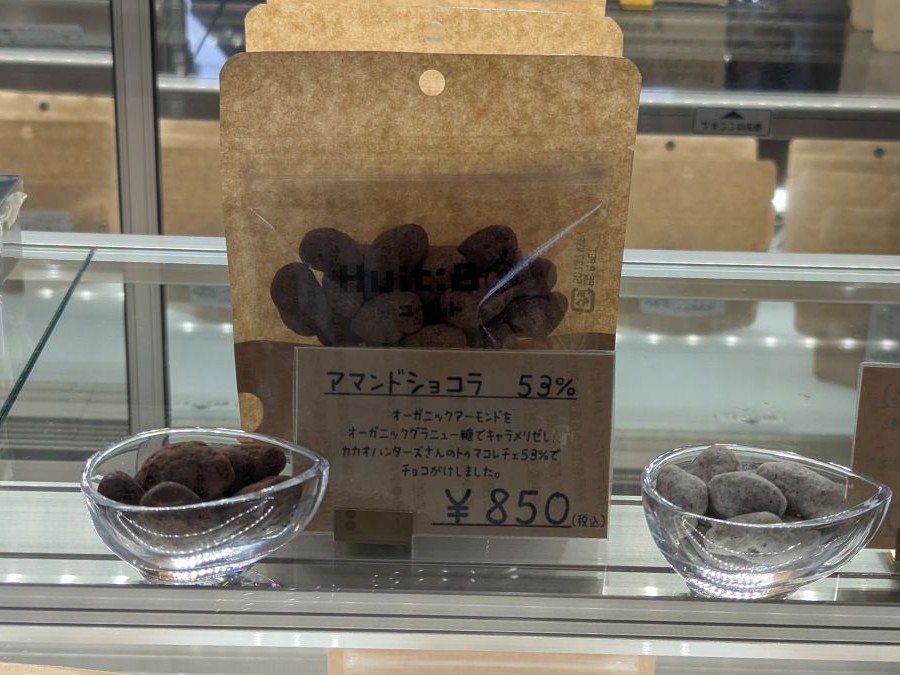 Huit:8
アマンドショコラ 53%
オーガニックアーモンドを
オーガニックグラニュー糖でキャラメリゼし、
カカオハンターズさんのトゥマコレチェ53%で
チョコがけしました。
¥850(税込)